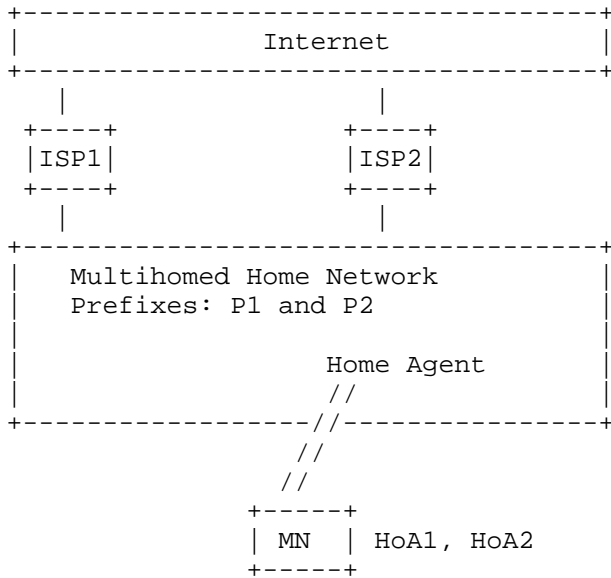 Internet
ISP1 ISP2
Multihomed Home Network
Prefixes: P1 and P2
Home Agent
MN HoA1, HoA2